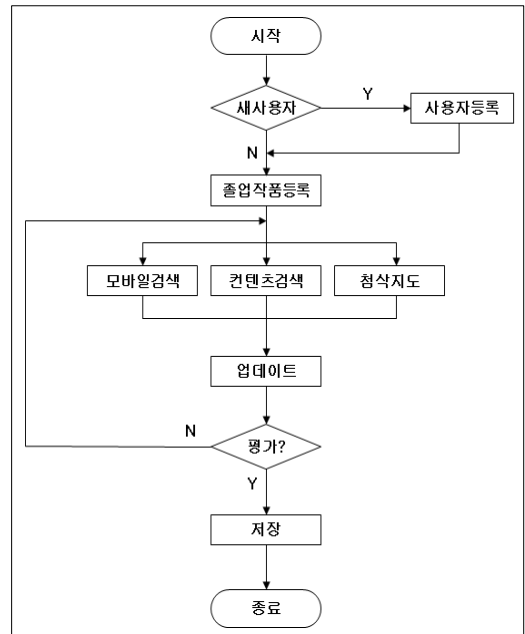 시작
새사용자
Y
사용자등록
N
졸업작품등록
모바일검색
컨텐츠검색
첨삭지도
업데이트
N
평가?
Y
저장
종료